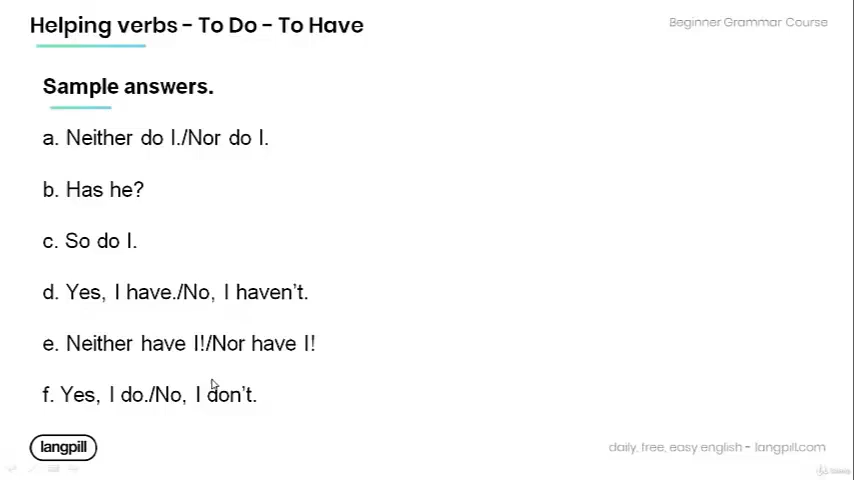 Helping verbs - To Do - To Have
Beginner Grammar Course
Sample answers.
a. Neither do I./Nor do I.
b. Has he?
c. So do I.
d. Yes, I have./No, I haven't.
e. Neither have I!/Nor have I!
f. Yes, I do./No, I don't.
langpill
daily, free, easy english - langpill.com